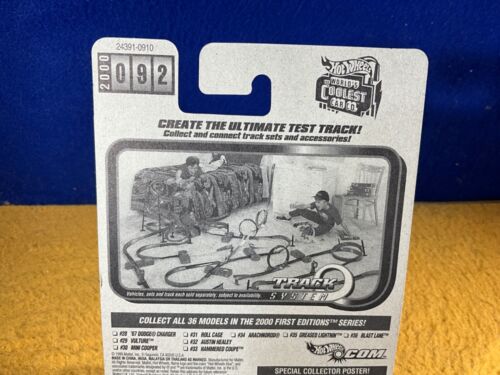 24391-0910
2000
092
Hot Wheels
WORLD'S
COOLEST
CAR CO.
CREATE THE ULTIMATE TEST TRACK!
Collect and connect track sets and accessories!
TRACK
SYSTEM
Vehicles, sets and track each sold separately, subject to availability.
COLLECT ALL 36 MODELS IN THE 2000 FIRST EDITIONS™ SERIES!
#28 '67 DODGE® CHARGER
#29 VULTURE™
#30 MINI COOPER
#31 ROLL CAGE
#32 AUSTIN HEALEY
#33 HAMMERED COUPE™
#34 ARACHNOROD®
#35 GREASED LIGHTNIN'™
#36 BLAST LANE™
Hot Wheels
.COM
SPECIAL COLLECTOR POSTER!